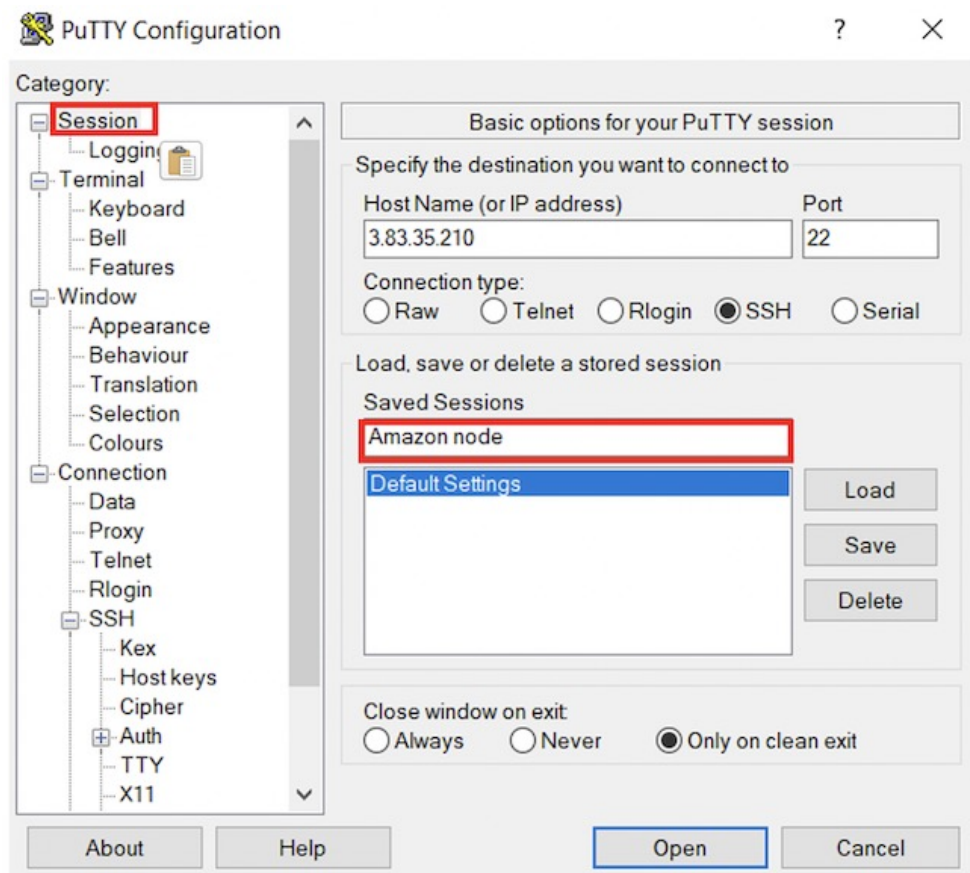 PuTTY Configuration
?
Category:
Session
Logging
Terminal
Keyboard
Bell
Features
Window
Appearance
Behaviour
Translation
Selection
Colours
Connection
Data
Proxy
Telnet
Rlogin
SSH
Kex
Host keys
Cipher
Auth
TTY
X11
Basic options for your PuTTY session
Specify the destination you want to connect to
Host Name (or IP address) Port
3.83.35.210 22
Connection type:
Raw Telnet Rlogin SSH Serial
Load, save or delete a stored session
Saved Sessions
Amazon node
Default Settings
Load
Save
Delete
Close window on exit:
Always Never Only on clean exit
About Help Open Cancel